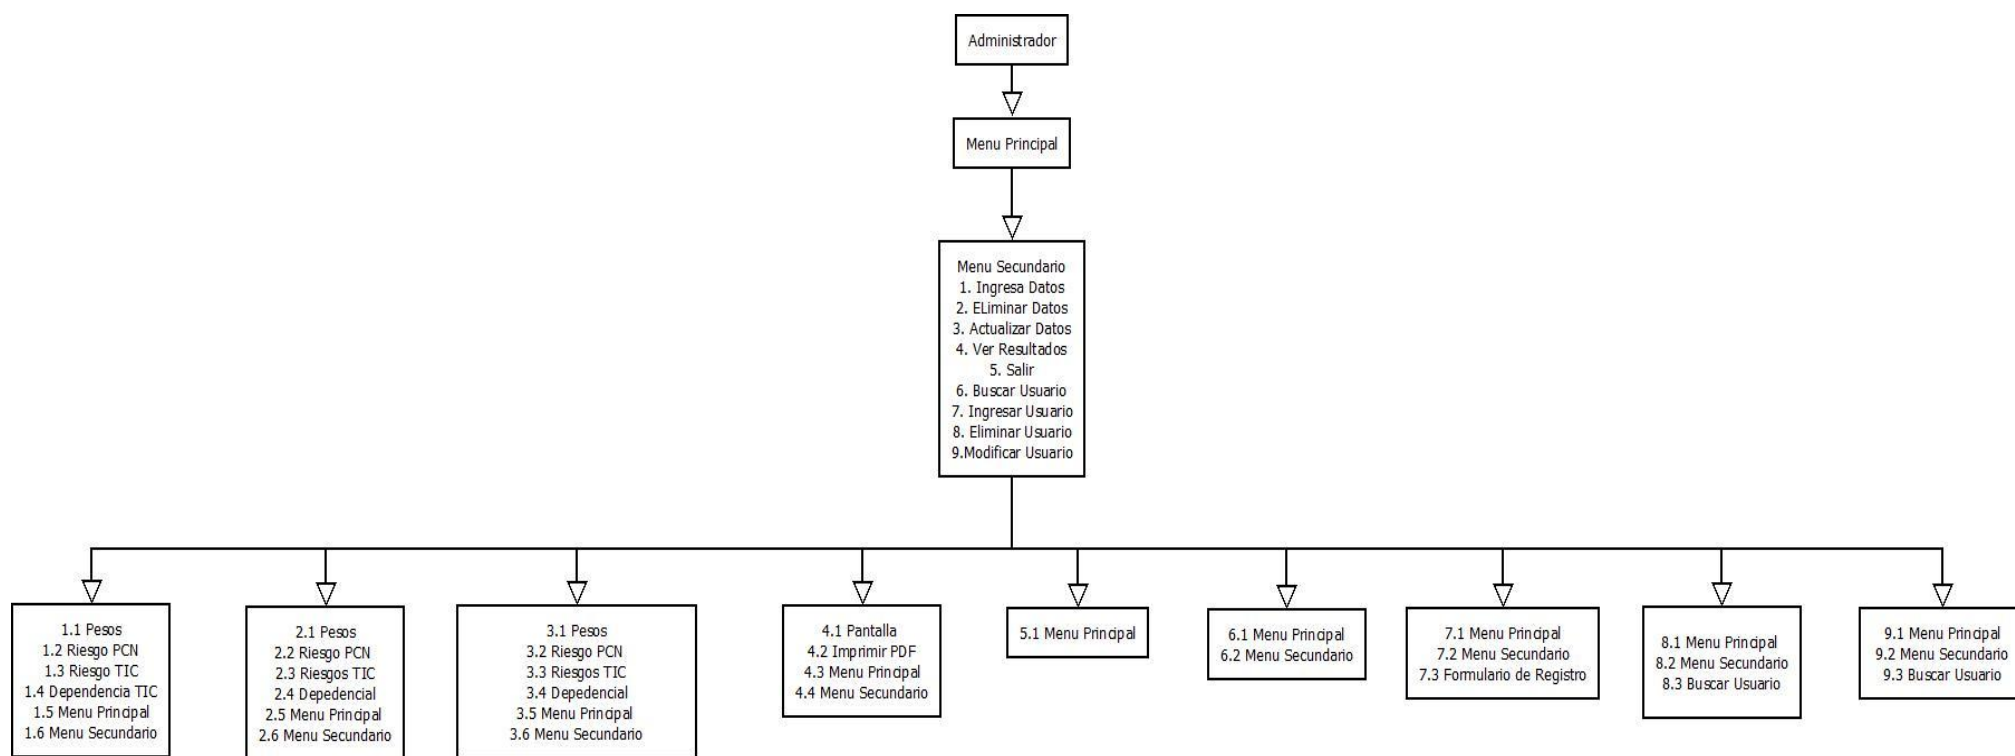 Administrador
Menu Principal
Menu Secundario
1. Ingresa Datos
2. ELiminar Datos
3. Actualizar Datos
4. Ver Resultados
5. Salir
6. Buscar Usuario
7. Ingresar Usuario
8. Eliminar Usuario
9.Modificar Usuario
1.1 Pesos
1.2 Riesgo PCN
1.3 Riesgo TIC
1.4 Dependencia TIC
1.5 Menu Principal
1.6 Menu Secundario
2.1 Pesos
2.2 Riesgo PCN
2.3 Riesgos TIC
2.4 Depedencial
2.5 Menu Principal
2.6 Menu Secundario
3.1 Pesos
3.2 Riesgo PCN
3.3 Riesgos TIC
3.4 Depedencial
3.5 Menu Principal
3.6 Menu Secundario
4.1 Pantalla
4.2 Imprimir PDF
4.3 Menu Principal
4.4 Menu Secundario
5.1 Menu Principal
6.1 Menu Principal
6.2 Menu Secundario
7.1 Menu Principal
7.2 Menu Secundario
7.3 Formulario de Registro
8.1 Menu Principal
8.2 Menu Secundario
8.3 Buscar Usuario
9.1 Menu Principal
9.2 Menu Secundario
9.3 Buscar Usuario